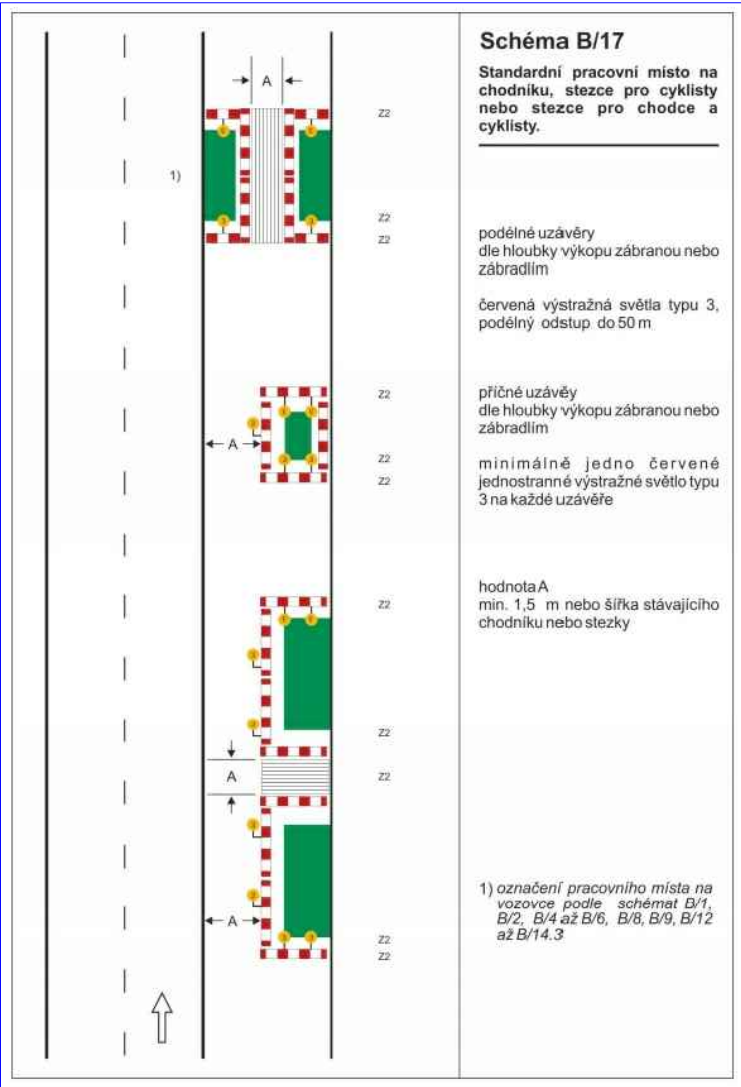 Schéma B/17
Standardní pracovní místo na
chodníku, stezce pro cyklisty
nebo stezce pro chodce a
cyklisty.
A
Z2
1)
Z2
Z2
podélné uzávěry
dle hloubky výkopu zábranou nebo
zábradlím
červená výstražná světla typu 3,
podélný odstup do 50 m
Z2
A
Z2
Z2
příčné uzávěy
dle hloubky výkopu zábranou nebo
zábradlím
minimálně jedno červené
jednostranné výstražné světlo typu
3 na každé uzávěře
Z2
hodnota A
min. 1,5 m nebo šířka stávajícího
chodníku nebo stezky
Z2
A
Z2
A
Z2
Z2
1) označení pracovního místa na
vozovce podle schémat B/1,
B/2, B/4 až B/6, B/8, B/9, B/12
až B/14.3